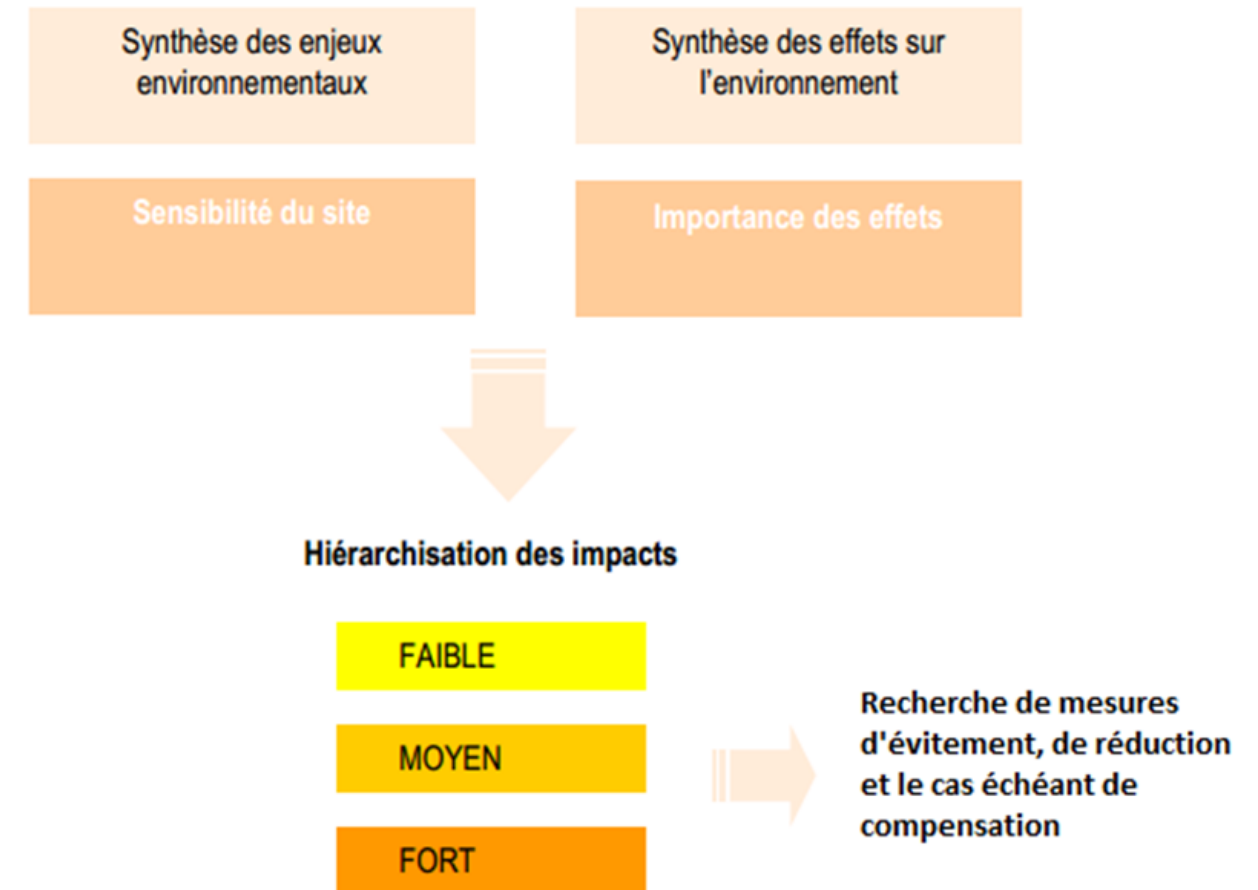 Synthèse des enjeux
environnementaux
Synthèse des effets sur
l'environnement
Sensibilité du site
Importance des effets
Hiérarchisation des impacts
FAIBLE
MOYEN
FORT
Recherche de mesures
d'évitement, de réduction
et le cas échéant de
compensation